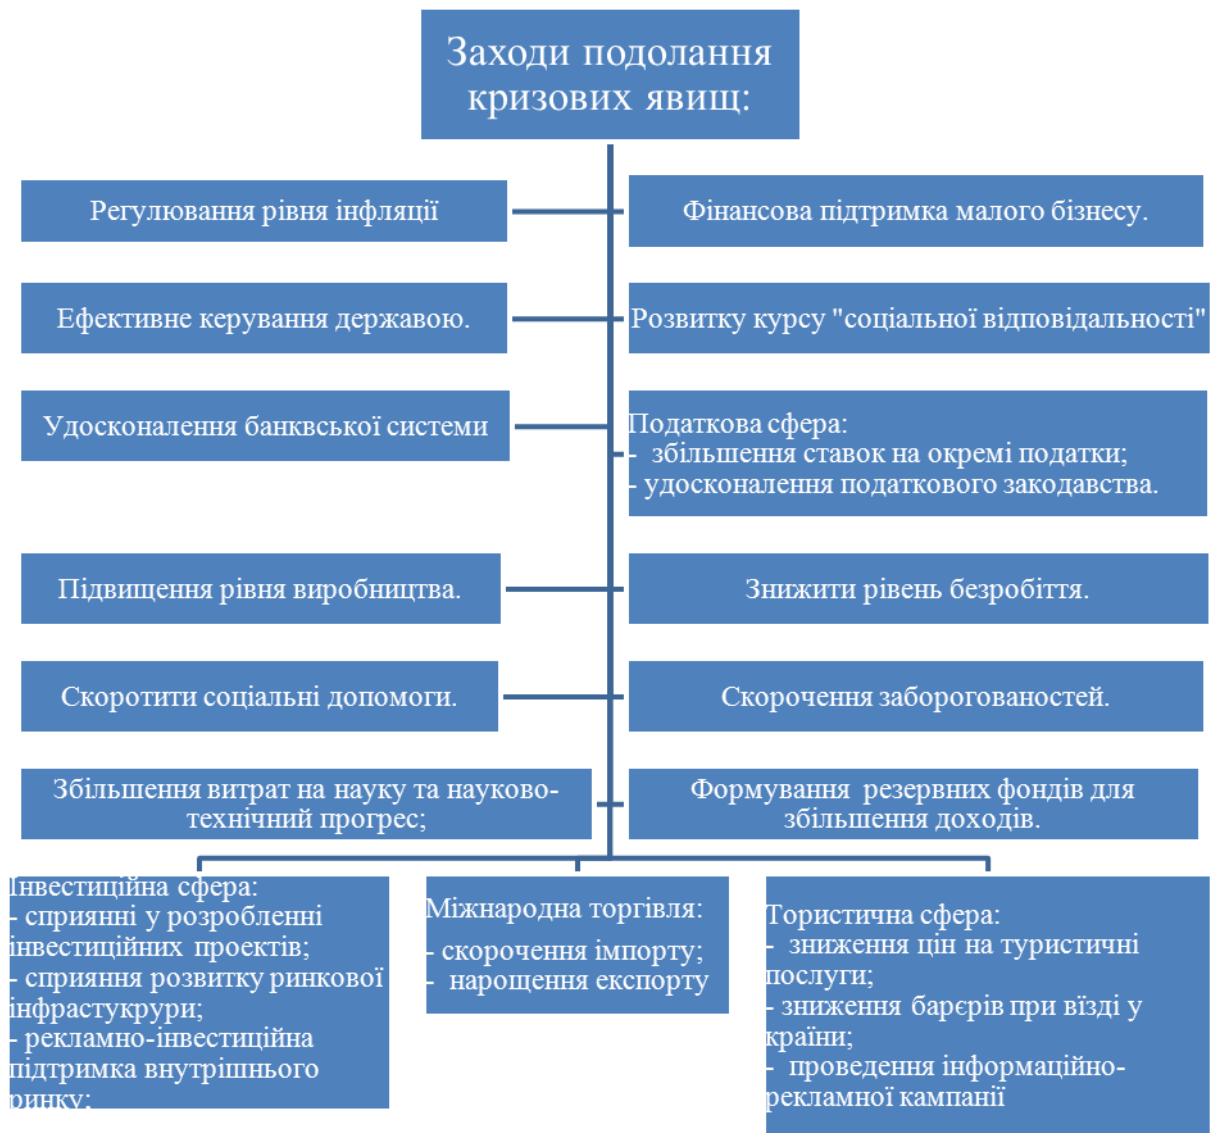 Заходи подолання
кризових явищ:
Регулювання рівня інфляції
Фінансова підтримка малого бізнесу.
Ефективне керування державою.
Розвитку курсу "соціальної відповідальності"
Удосконалення банквської системи
Податкова сфера:
- збільшення ставок на окремі податки;
- удосконалення податкового закодавства.
Підвищення рівня виробництва.
Знижити рівень безробіття.
Скоротити соціальні допомоги.
Скорочення заборгованостей.
Збільшення витрат на науку та науково-
технічний прогрес;
Формування резервних фондів для
збільшення доходів.
Інвестиційна сфера:
- сприянні у розробленні
інвестиційних проектів;
- сприяння розвитку ринкової
інфрастукрури;
- рекламно-інвестиційна
підтримка внутрішнього
ринку;
Міжнародна торгівля:
- скорочення імпорту;
- нарощення експорту
Тористична сфера:
- зниження цін на туристичні
послуги;
- зниження барєрів при вїзді у
країни;
- проведення інформаційно-
рекламної кампанії